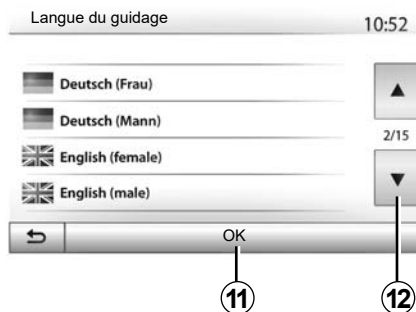 Langue du guidage
10:52
Deutsch (Frau)
Deutsch (Mann)
2/15
English (female)
English (male)
OK
11
12